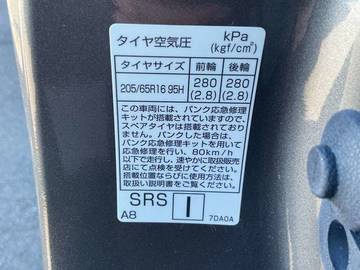 タイヤ空気圧 kPa (kgf/cm²)
タイヤサイズ 前輪 後輪
205/65R16 95H 280 (2.8) 280 (2.8)
この車両には、パンク応急修理
キットが搭載されていますので、
スペアタイヤは搭載されており
ません。パンクした場合は、
パンク応急修理キットを用いて
応急修理を行い、80km/h
以下で走行し、速やかに取扱販売
店にて点検を受けてください。
搭載位置ならびに使用方法は、
取扱い説明書をご覧ください。
SRS I
A8 7DA0A